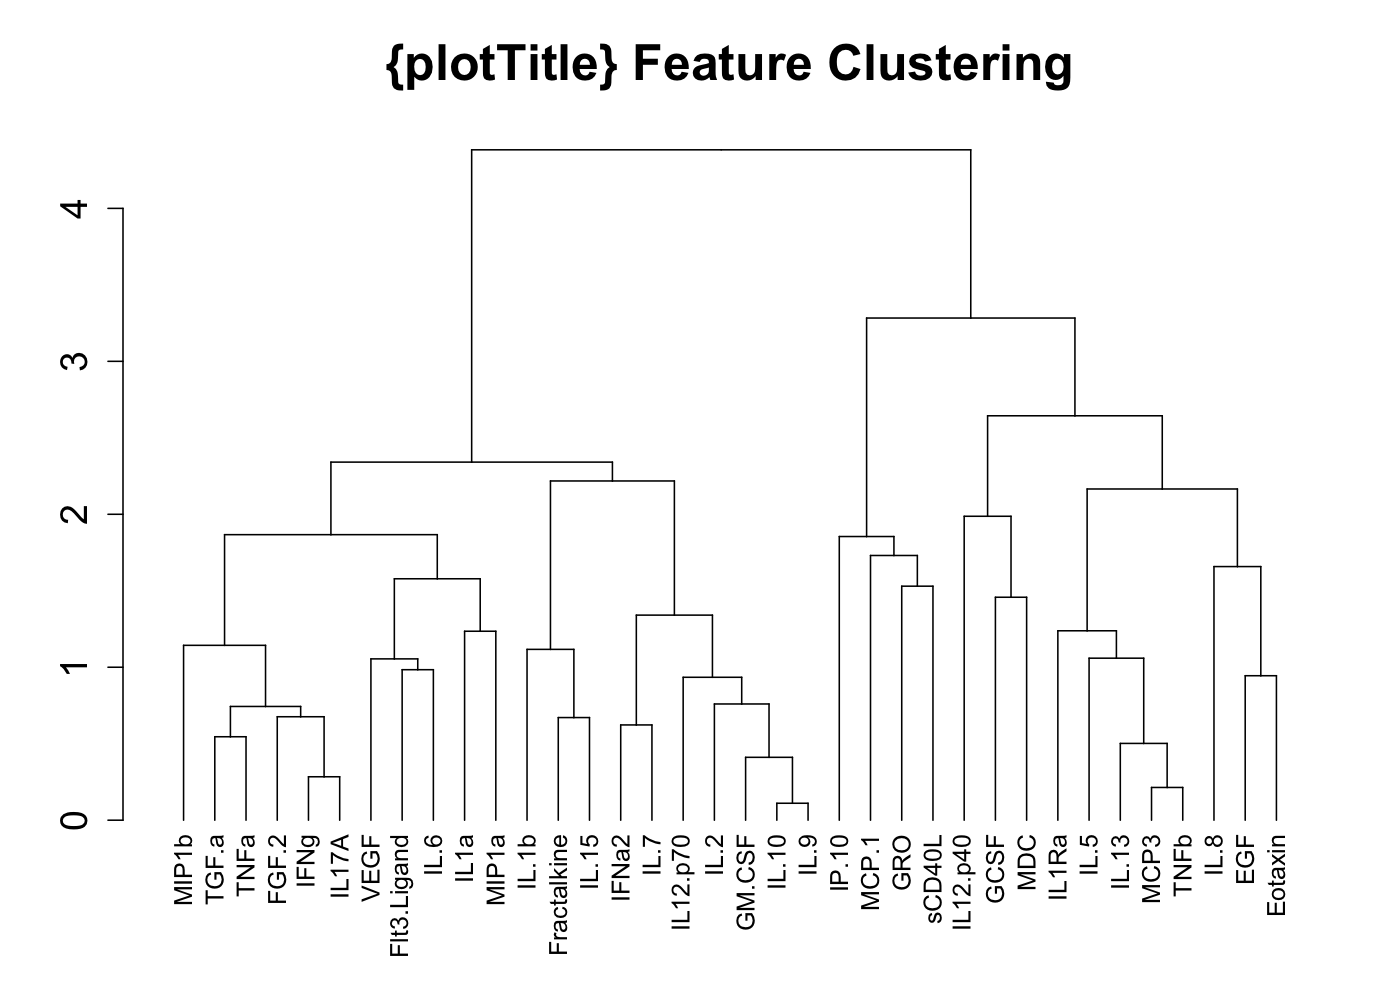 {plotTitle} Feature Clustering
4
3
2
1
0
MIP1b
TGF.a
TNFa
FGF.2
IFNg
IL17A
VEGF
Flt3.Ligand
IL.6
IL1a
MIP1a
IL.1b
Fractalkine
IL.15
IFNa2
IL.7
IL12.p70
IL.2
GM.CSF
IL.10
IL.9
IP.10
MCP.1
GRO
sCD40L
IL12.p40
GCSF
MDC
IL1Ra
IL.5
IL.13
MCP3
TNFb
IL.8
EGF
Eotaxin